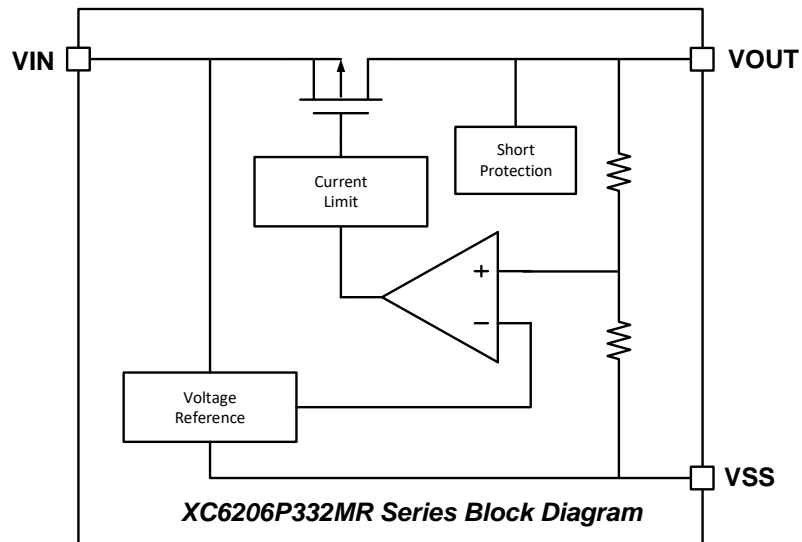 VIN
VOUT
Short
Protection
Current
Limit
+
−
Voltage
Reference
VSS
XC6206P332MR Series Block Diagram